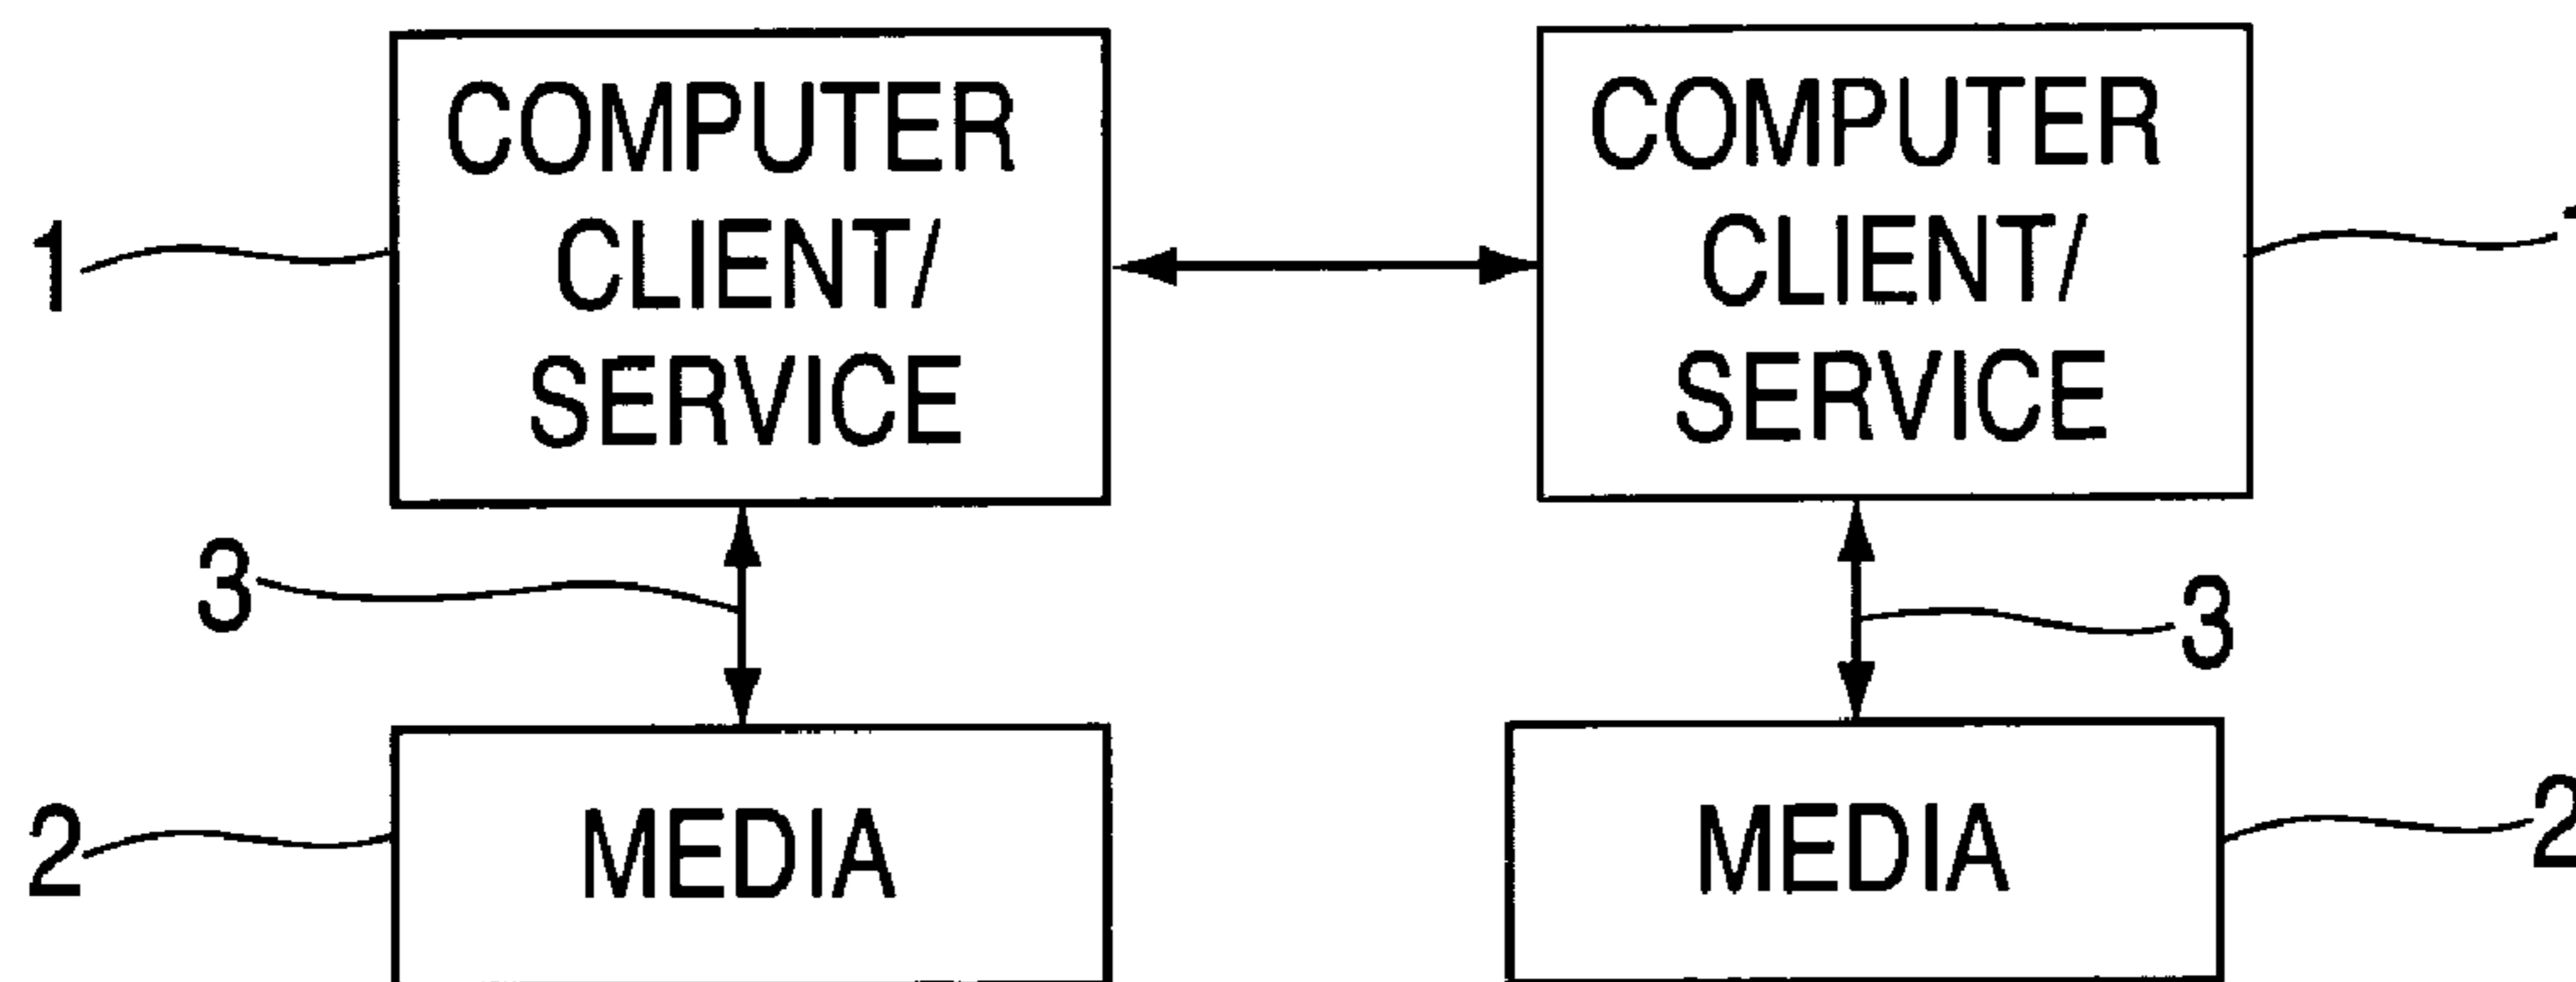 COMPUTER
CLIENT/
SERVICE
COMPUTER
CLIENT/
SERVICE
1
3
3
MEDIA
MEDIA
2
2